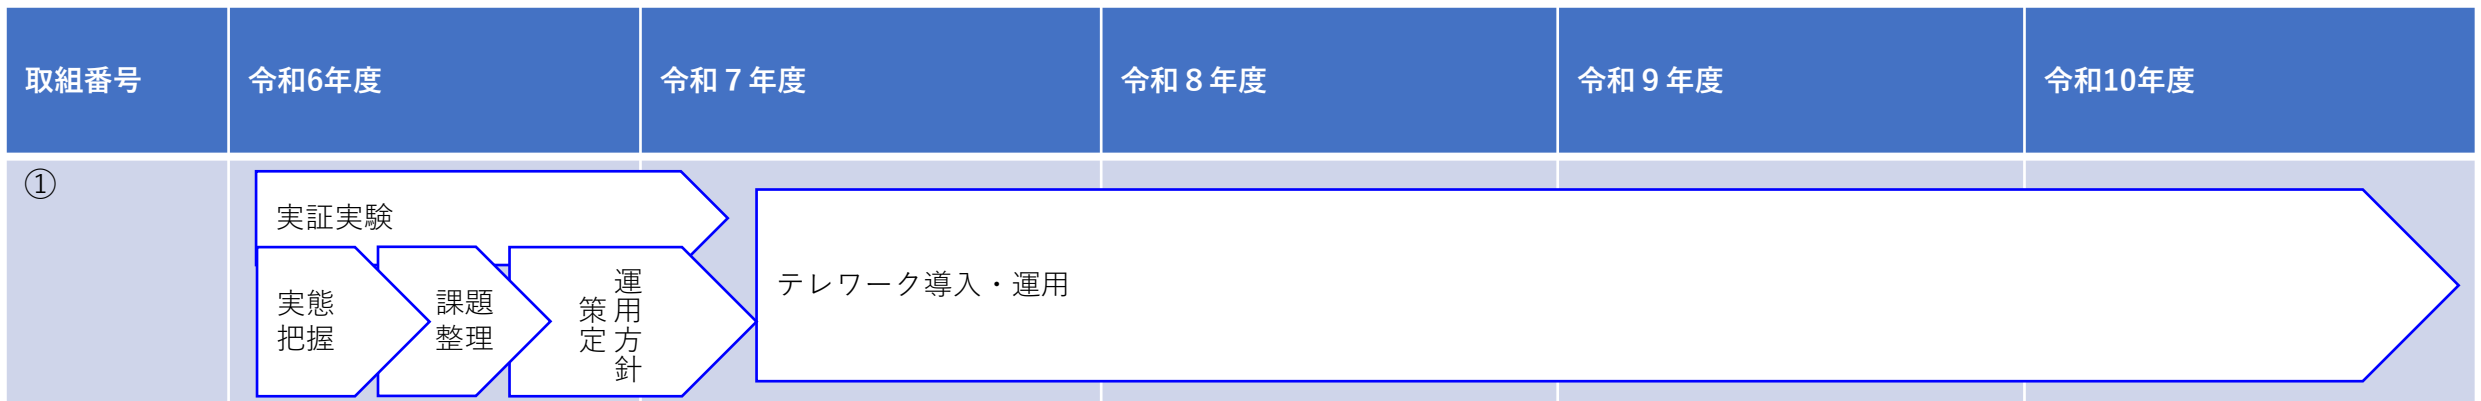 取組番号
令和6年度
令和７年度
令和８年度
令和９年度
令和10年度
①
実証実験
実態
把握
課題
整理
運用方針
策定
テレワーク導入・運用